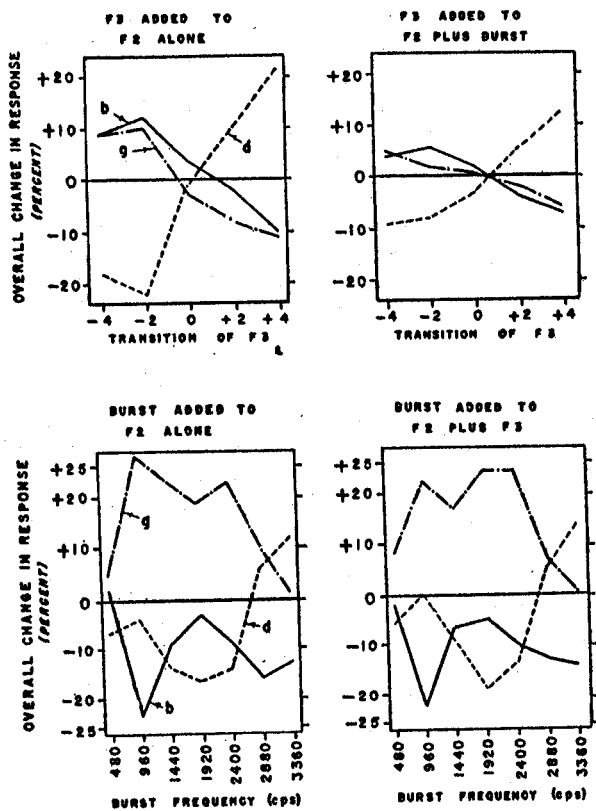 F3 ADDED TO
F2 ALONE
F3 ADDED TO
F2 PLUS BURST
OVERALL CHANGE IN RESPONSE
(PERCENT)
+20
+10
0
-10
-20
b
g
d
-4 -2 0 +2 +4
TRANSITION OF F3
+20
+10
0
-10
-20
-4 -2 0 +2 +4
TRANSITION OF F3
BURST ADDED TO
F2 ALONE
BURST ADDED TO
F2 PLUS F3
OVERALL CHANGE IN RESPONSE
(PERCENT)
+25
+20
+10
0
-10
-20
-25
g
d
b
480 960 1440 1920 2400 2880 3360
BURST FREQUENCY (cps)
+25
+20
+10
0
-10
-20
-25
480 960 1440 1920 2400 2880 3360
BURST FREQUENCY (cps)